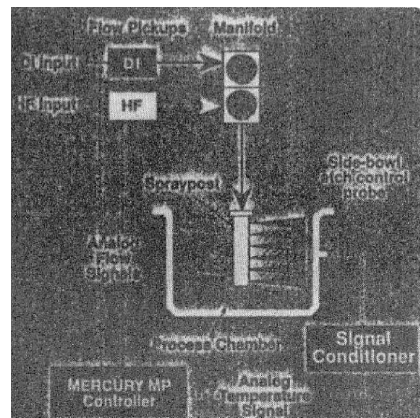 Flow Pickups
Manifold
DI Input
DI
HF Input
HF
Spraypost
Side-bowl
etch control
probe
Analog
Flow
Signals
Process Chamber
Signal
Conditioner
MERCURY MP
Controller
Analog
Temperature
Signal